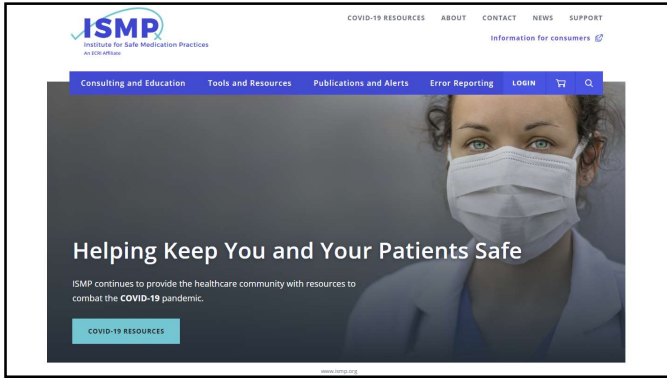 ISMP
Institute for Safe Medication Practices
An ECRI Affiliate
COVID-19 RESOURCES ABOUT CONTACT NEWS SUPPORT
Information for consumers
Consulting and Education Tools and Resources Publications and Alerts Error Reporting LOGIN
Helping Keep You and Your Patients Safe
ISMP continues to provide the healthcare community with resources to
combat the COVID-19 pandemic.
COVID-19 RESOURCES
www.ismp.org